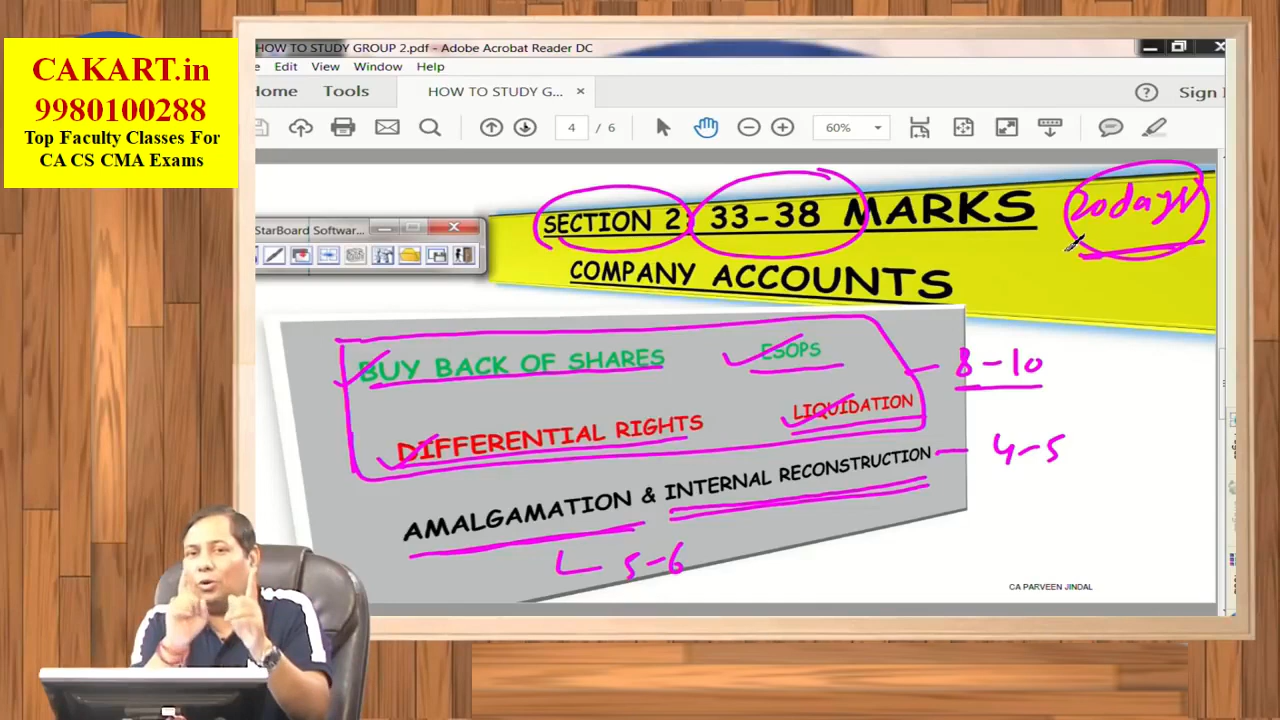 CAKART.in
9980100288
Top Faculty Classes For
CA CS CMA Exams
HOW TO STUDY GROUP 2.pdf - Adobe Acrobat Reader DC
e Edit View Window Help
Home Tools HOW TO STUDY G... × ? Sign
4 / 6 60%
StarBoard Softwar...
SECTION 2: 33-38 MARKS
20days
COMPANY ACCOUNTS
BUY BACK OF SHARES ESOPS
8-10
DIFFERENTIAL RIGHTS LIQUIDATION
AMALGAMATION & INTERNAL RECONSTRUCTION
4-5
5-6
CA PARVEEN JINDAL